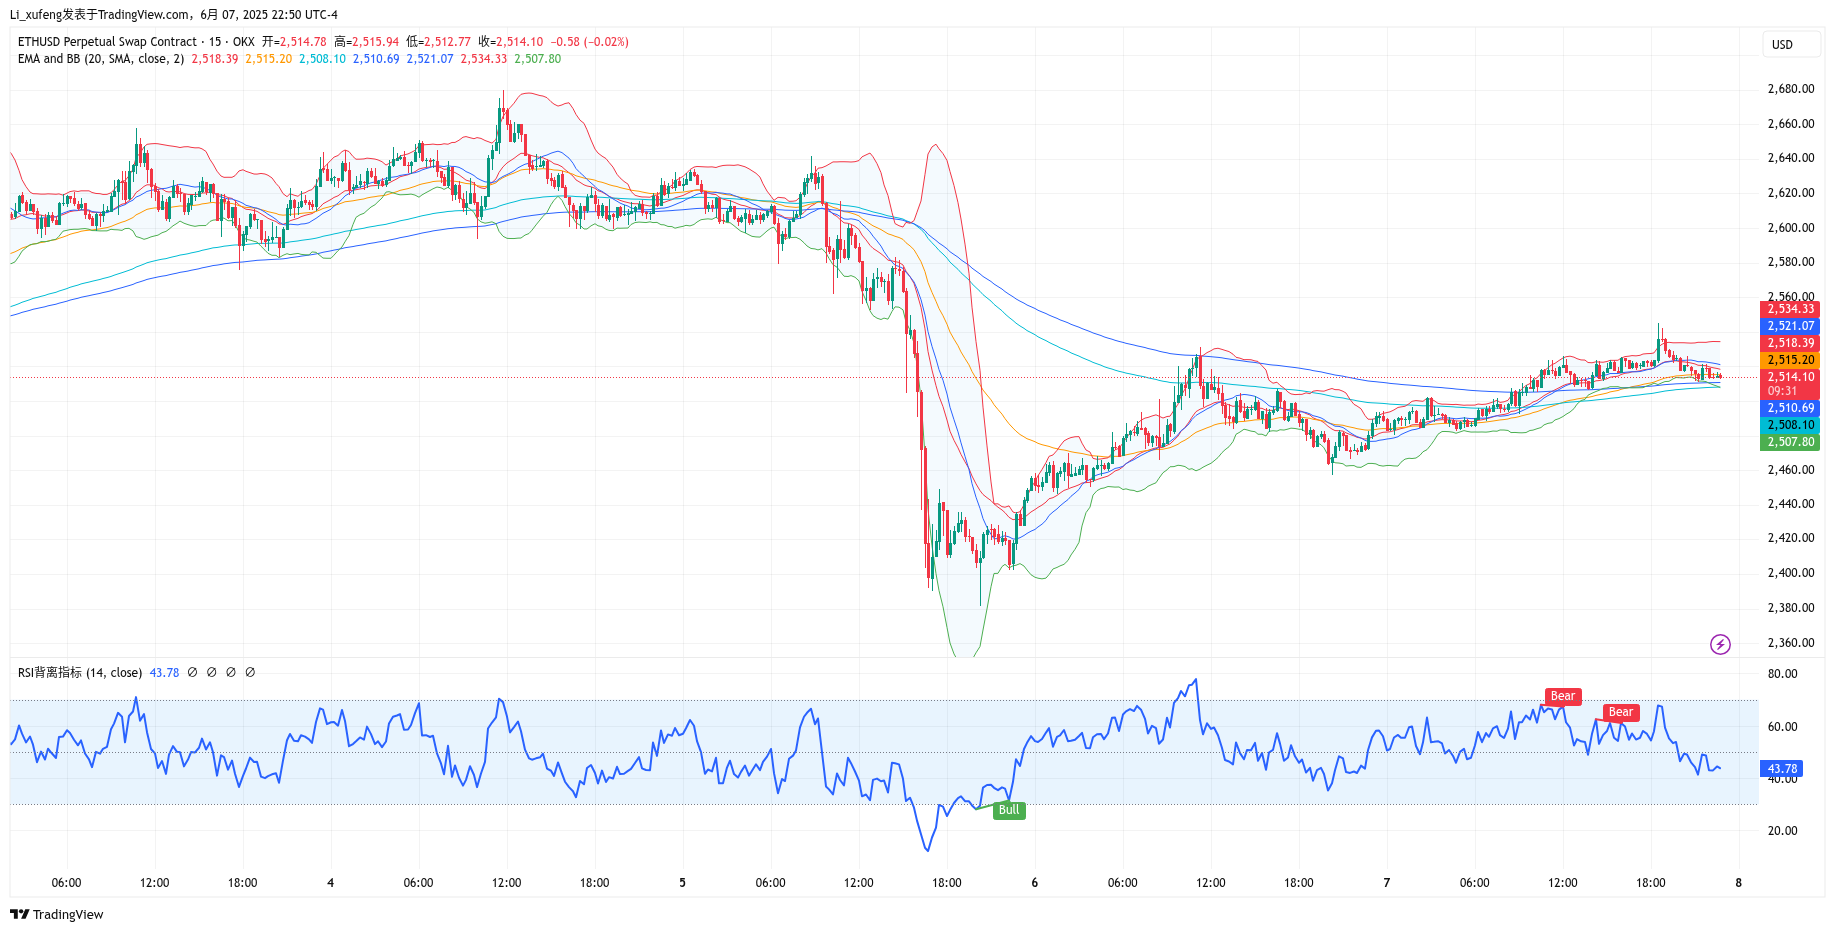 Li_xufeng发表于TradingView.com，6月 07, 2025 22:50 UTC-4
ETHUSD Perpetual Swap Contract · 15 · OKX 开=2,514.78 高=2,515.94 低=2,512.77 收=2,514.10 −0.58 (−0.02%)
EMA and BB (20, SMA, close, 2) 2,518.39 2,515.20 2,508.10 2,510.69 2,521.07 2,534.33 2,507.80
USD
2,680.00
2,660.00
2,640.00
2,620.00
2,600.00
2,580.00
2,560.00
2,534.33
2,521.07
2,518.39
2,515.20
2,514.10
09:31
2,510.69
2,508.10
2,507.80
2,460.00
2,440.00
2,420.00
2,400.00
2,380.00
2,360.00
RSI背离指标 (14, close) 43.78 ∅ ∅ ∅ ∅
80.00
Bear
Bear
60.00
43.78
40.00
Bull
20.00
06:00 12:00 18:00 4 06:00 12:00 18:00 5 06:00 12:00 18:00 6 06:00 12:00 18:00 7 06:00 12:00 18:00 8
TradingView